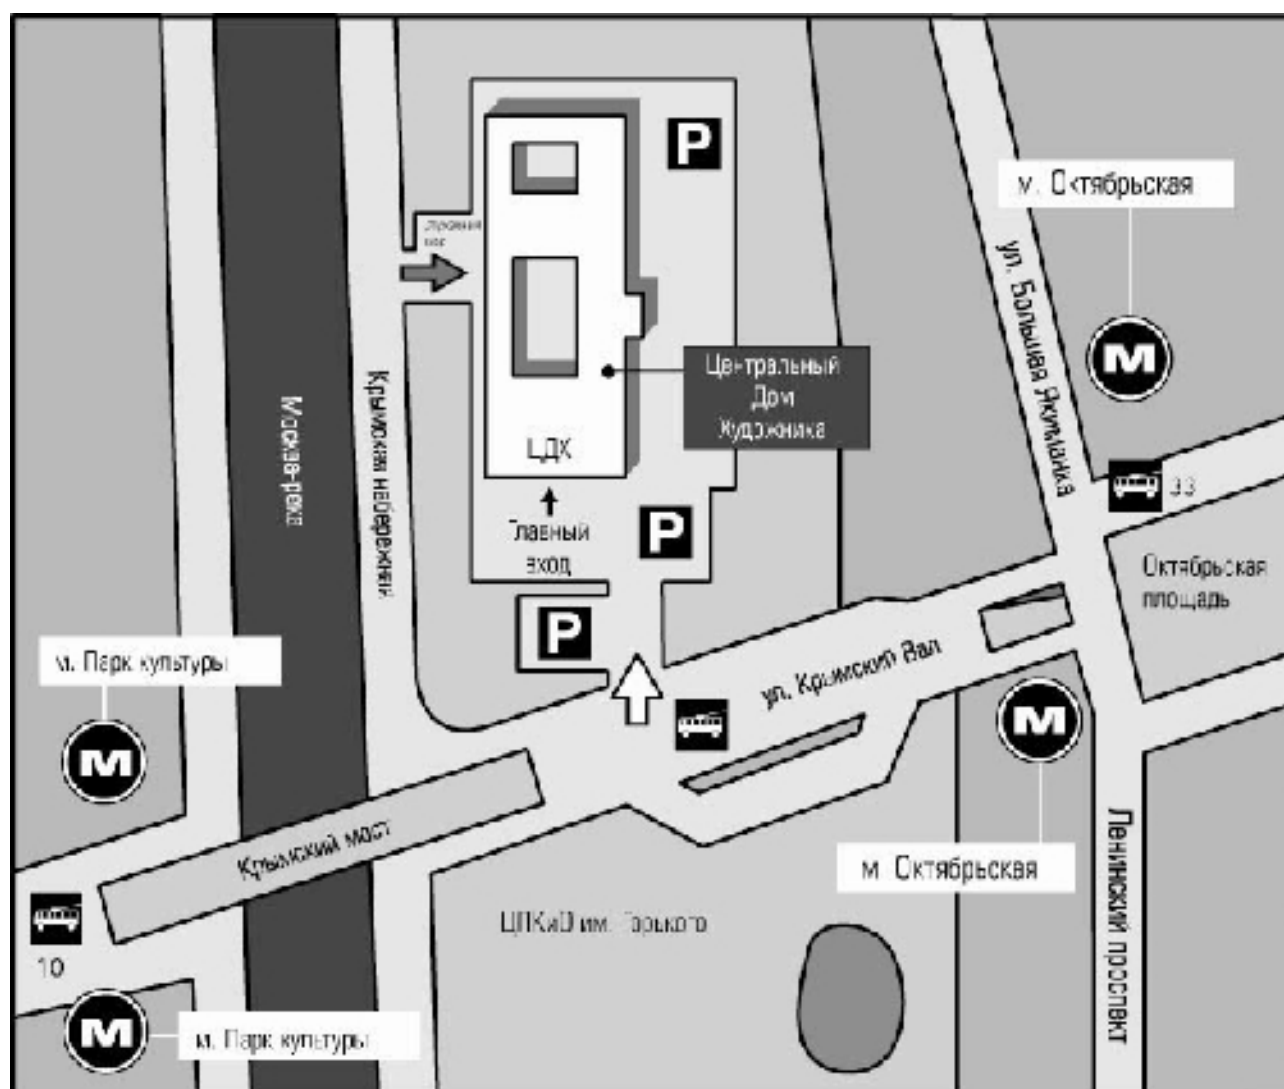 P
м. Октябрьская
ул. Большая Якиманка
М
Центральный
Дом
Художника
ЦДХ
Крымская набережная
Москва-река
33
Главный
вход
P
Октябрьская
площадь
P
м. Парк культуры
ул. Крымский Вал
М
М
Крымский мост
м. Октябрьская
Ленинский проспект
ЦПКиО им. Горького
10
М
м. Парк культуры